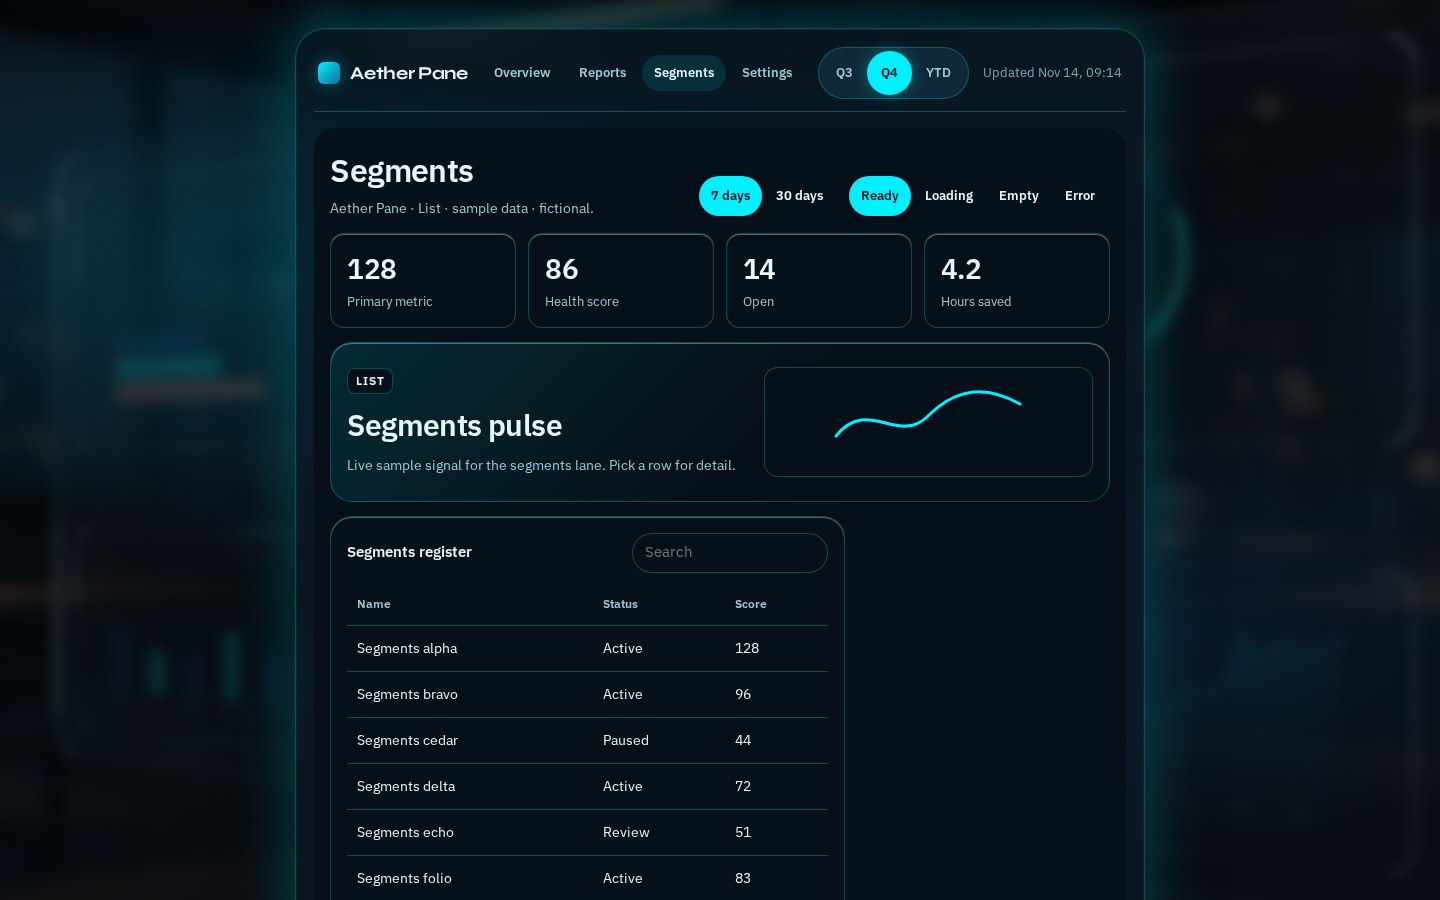 Aether Pane Overview Reports Segments Settings Q3 Q4 YTD Updated Nov 14, 09:14
Segments
Aether Pane · List · sample data · fictional.
7 days 30 days Ready Loading Empty Error
128
Primary metric
86
Health score
14
Open
4.2
Hours saved
LIST
Segments pulse
Live sample signal for the segments lane. Pick a row for detail.
Segments register
Search
Name Status Score
Segments alpha Active 128
Segments bravo Active 96
Segments cedar Paused 44
Segments delta Active 72
Segments echo Review 51
Segments folio Active 83